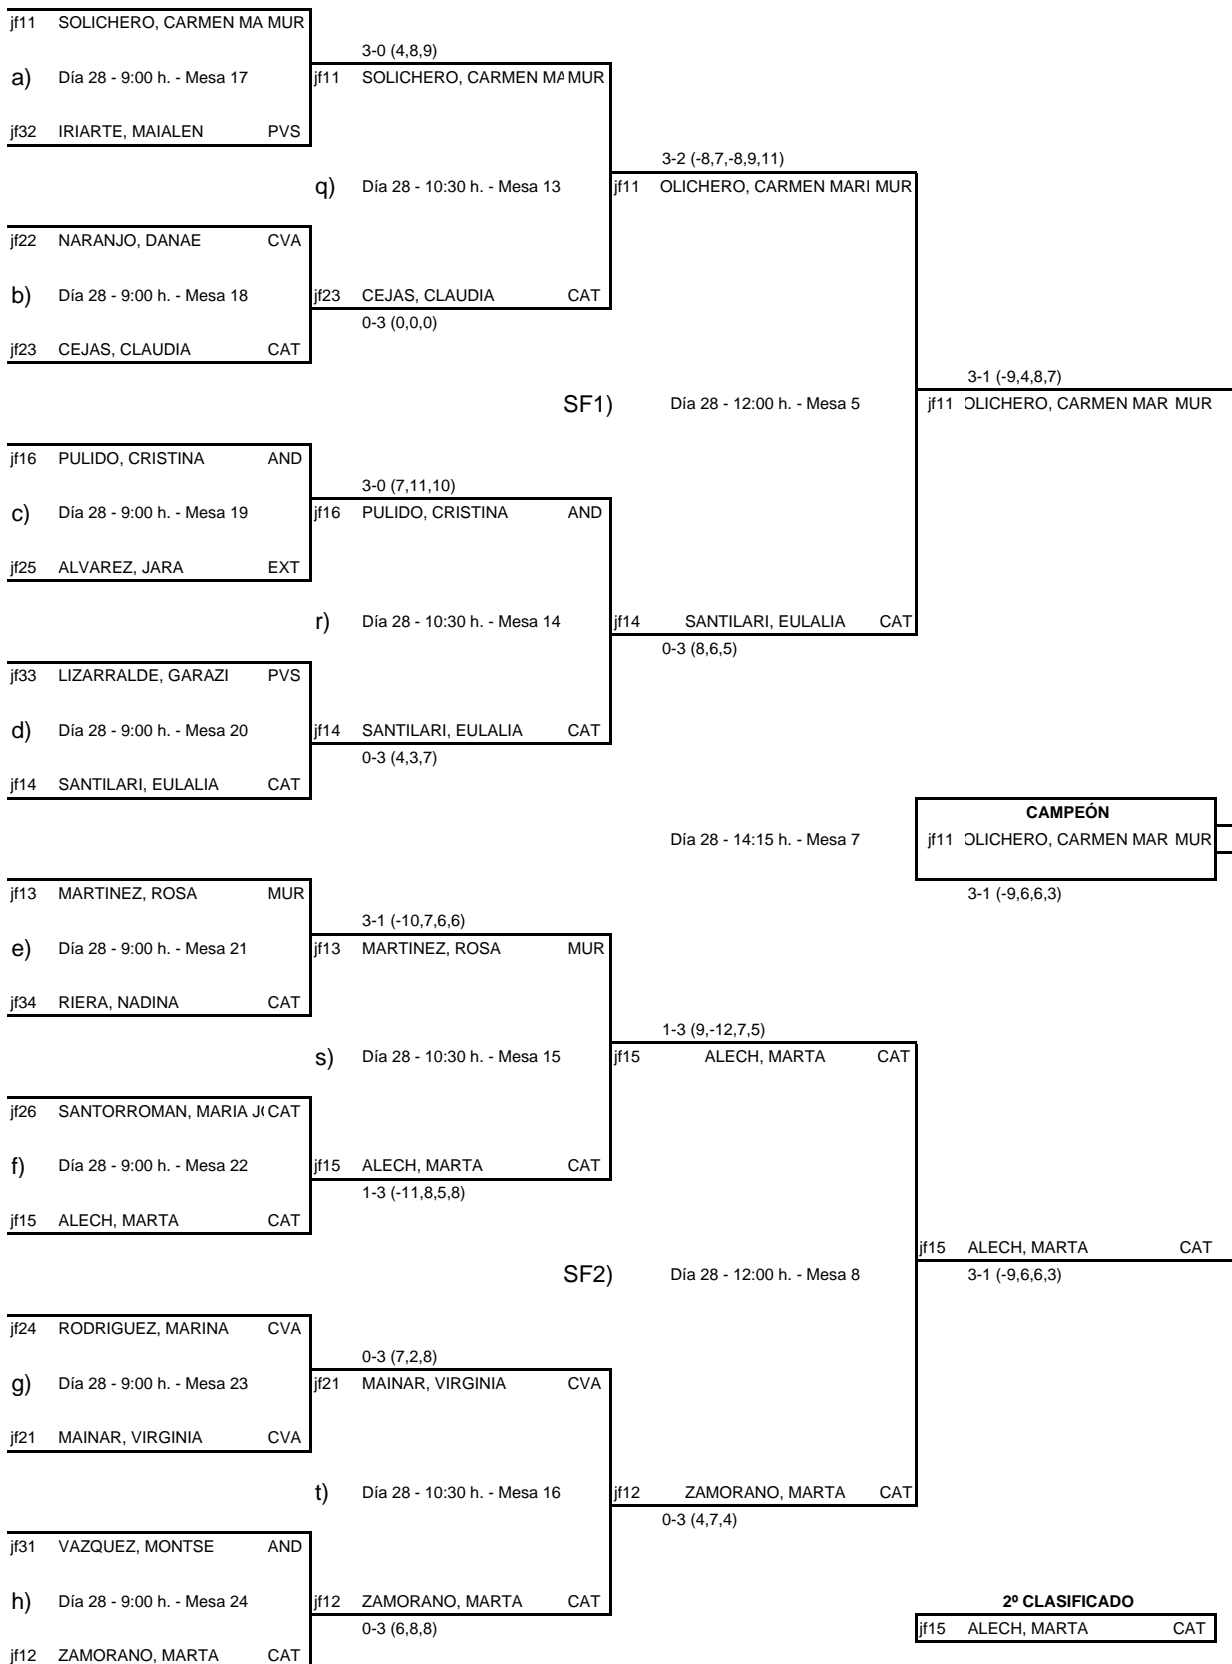 jf11 SOLICHERO, CARMEN MA MUR
3-0 (4,8,9)
a) Día 28 - 9:00 h. - Mesa 17 jf11 SOLICHERO, CARMEN MA MUR
jf32 IRIARTE, MAIALEN PVS
3-2 (-8,7,-8,9,11)
q) Día 28 - 10:30 h. - Mesa 13 jf11 OLICHERO, CARMEN MARI MUR
jf22 NARANJO, DANAE CVA
b) Día 28 - 9:00 h. - Mesa 18 jf23 CEJAS, CLAUDIA CAT
0-3 (0,0,0)
jf23 CEJAS, CLAUDIA CAT
3-1 (-9,4,8,7)
SF1) Día 28 - 12:00 h. - Mesa 5 jf11 OLICHERO, CARMEN MAR MUR
jf16 PULIDO, CRISTINA AND
3-0 (7,11,10)
c) Día 28 - 9:00 h. - Mesa 19 jf16 PULIDO, CRISTINA AND
jf25 ALVAREZ, JARA EXT
r) Día 28 - 10:30 h. - Mesa 14 jf14 SANTILARI, EULALIA CAT
0-3 (8,6,5)
jf33 LIZARRALDE, GARAZI PVS
d) Día 28 - 9:00 h. - Mesa 20 jf14 SANTILARI, EULALIA CAT
0-3 (4,3,7)
jf14 SANTILARI, EULALIA CAT
CAMPEÓN
Día 28 - 14:15 h. - Mesa 7 jf11 OLICHERO, CARMEN MAR MUR
jf13 MARTINEZ, ROSA MUR 3-1 (-9,6,6,3)
3-1 (-10,7,6,6)
e) Día 28 - 9:00 h. - Mesa 21 jf13 MARTINEZ, ROSA MUR
jf34 RIERA, NADINA CAT
1-3 (9,-12,7,5)
s) Día 28 - 10:30 h. - Mesa 15 jf15 ALECH, MARTA CAT
jf26 SANTORROMAN, MARIA J CAT
f) Día 28 - 9:00 h. - Mesa 22 jf15 ALECH, MARTA CAT
1-3 (-11,8,5,8)
jf15 ALECH, MARTA CAT
jf15 ALECH, MARTA CAT
SF2) Día 28 - 12:00 h. - Mesa 8 3-1 (-9,6,6,3)
jf24 RODRIGUEZ, MARINA CVA
0-3 (7,2,8)
g) Día 28 - 9:00 h. - Mesa 23 jf21 MAINAR, VIRGINIA CVA
jf21 MAINAR, VIRGINIA CVA
t) Día 28 - 10:30 h. - Mesa 16 jf12 ZAMORANO, MARTA CAT
0-3 (4,7,4)
jf31 VAZQUEZ, MONTSE AND
h) Día 28 - 9:00 h. - Mesa 24 jf12 ZAMORANO, MARTA CAT 2º CLASIFICADO
0-3 (6,8,8) jf15 ALECH, MARTA CAT
jf12 ZAMORANO, MARTA CAT